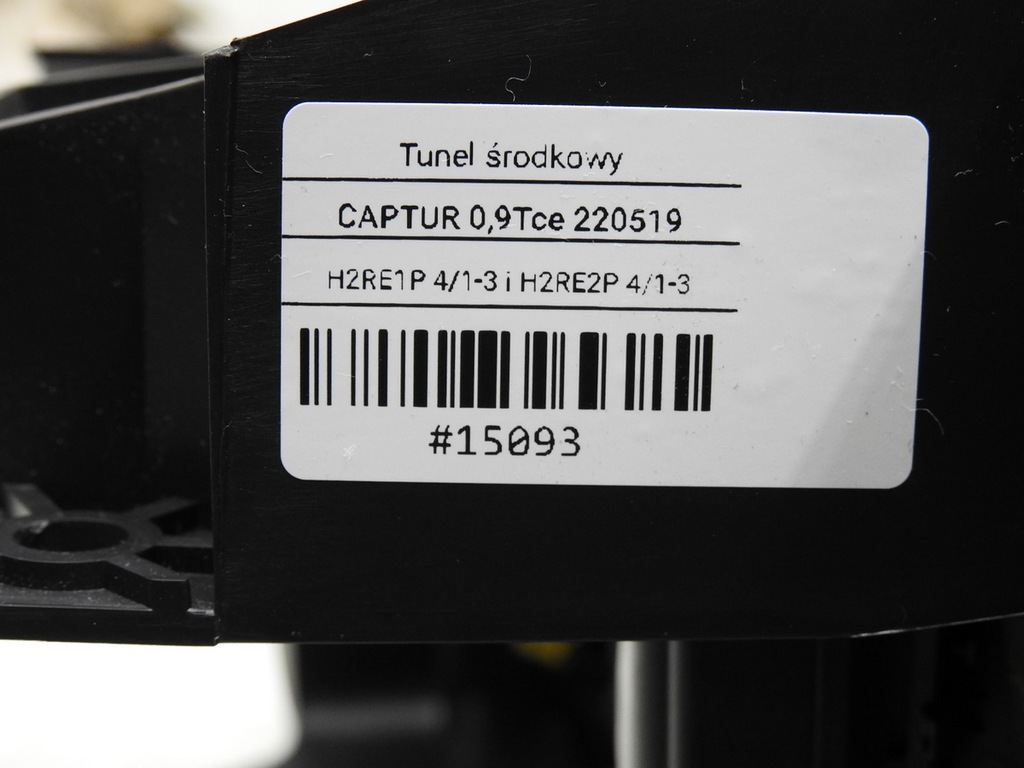 Tunel środkowy
CAPTUR 0,9Tce 220519
H2RE1P 4/1-3 i H2RE2P 4/1-3
#15093